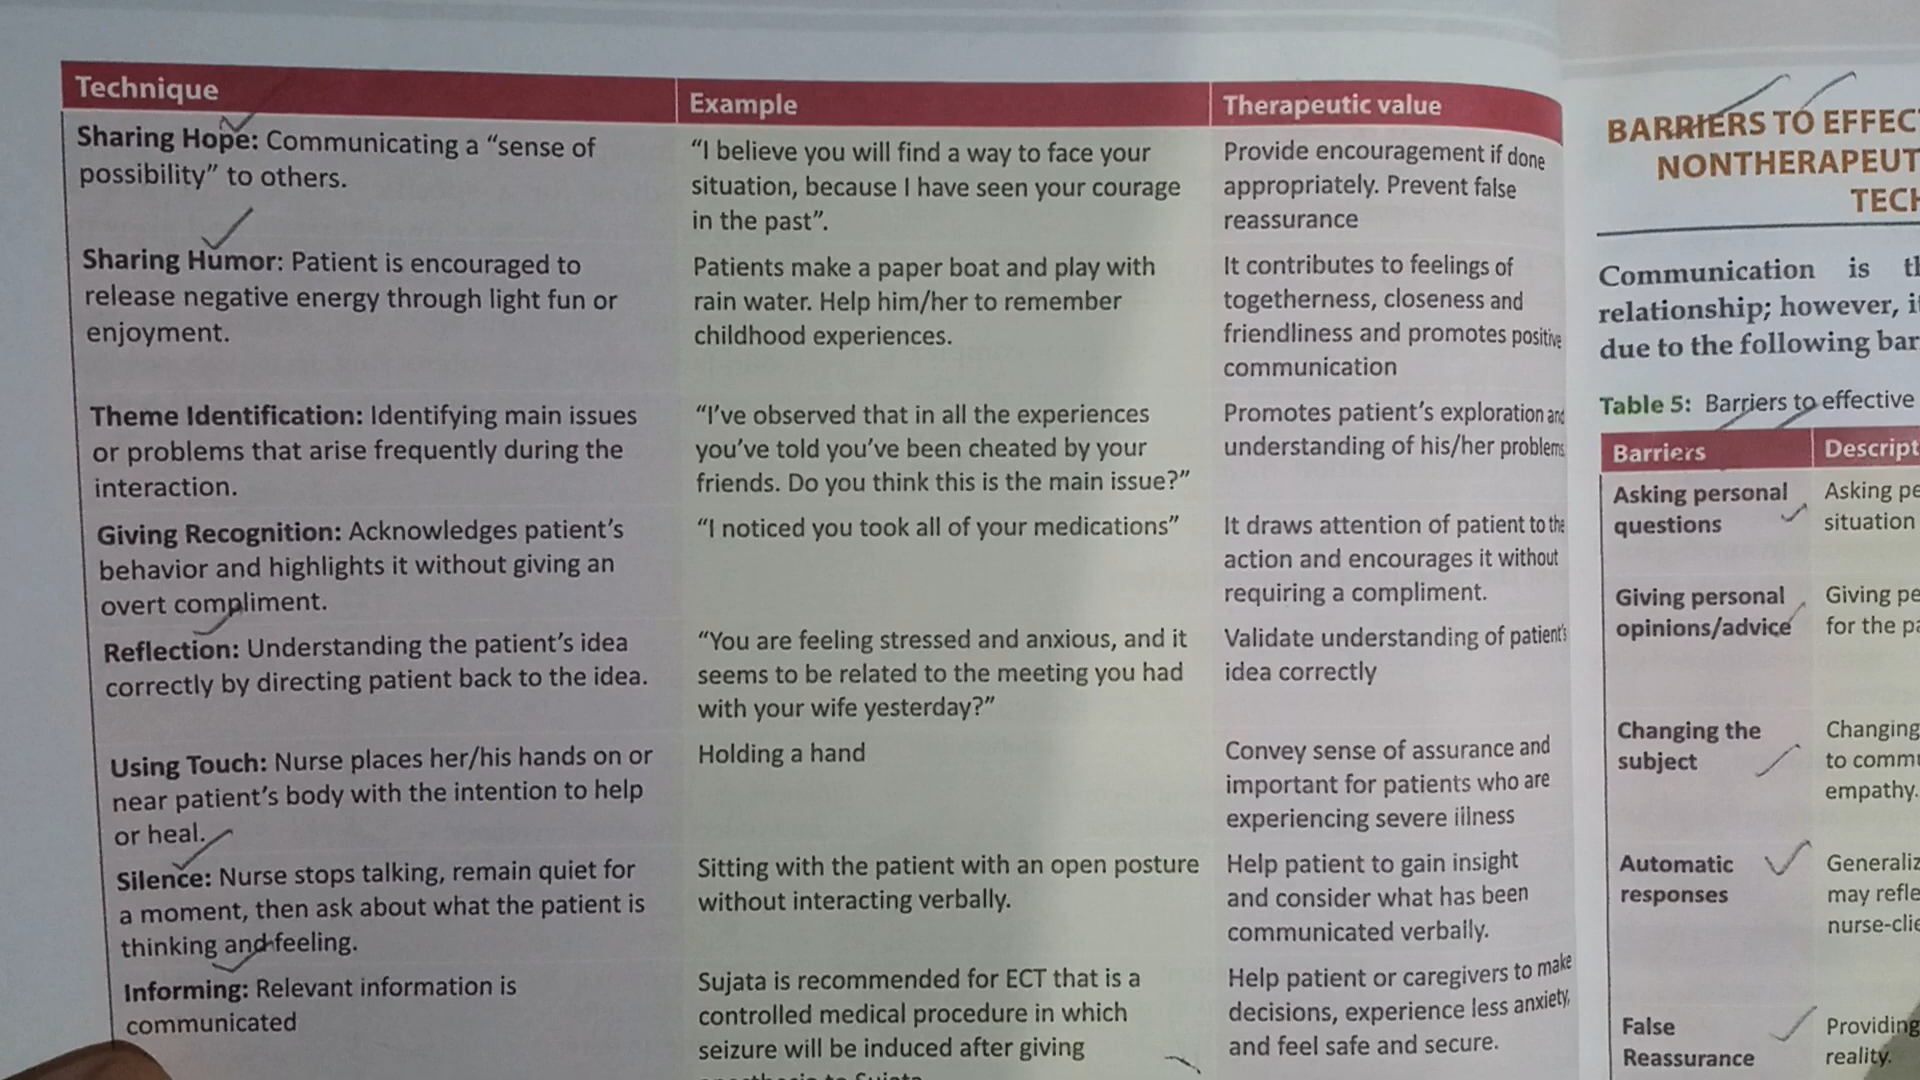 Technique
Example
Therapeutic value
Sharing Hope: Communicating a “sense of
possibility” to others.
“I believe you will find a way to face your
situation, because I have seen your courage
in the past”.
Provide encouragement if done
appropriately. Prevent false
reassurance
Sharing Humor: Patient is encouraged to
release negative energy through light fun or
enjoyment.
Patients make a paper boat and play with
rain water. Help him/her to remember
childhood experiences.
It contributes to feelings of
togetherness, closeness and
friendliness and promotes positive
communication
Theme Identification: Identifying main issues
or problems that arise frequently during the
interaction.
“I’ve observed that in all the experiences
you’ve told you’ve been cheated by your
friends. Do you think this is the main issue?”
Promotes patient’s exploration and
understanding of his/her problems
Giving Recognition: Acknowledges patient’s
behavior and highlights it without giving an
overt compliment.
“I noticed you took all of your medications”
It draws attention of patient to the
action and encourages it without
requiring a compliment.
Reflection: Understanding the patient’s idea
correctly by directing patient back to the idea.
“You are feeling stressed and anxious, and it
seems to be related to the meeting you had
with your wife yesterday?”
Validate understanding of patient’s
idea correctly
Using Touch: Nurse places her/his hands on or
near patient’s body with the intention to help
or heal.
Holding a hand
Convey sense of assurance and
important for patients who are
experiencing severe illness
Silence: Nurse stops talking, remain quiet for
a moment, then ask about what the patient is
thinking and feeling.
Sitting with the patient with an open posture
without interacting verbally.
Help patient to gain insight
and consider what has been
communicated verbally.
Informing: Relevant information is
communicated
Sujata is recommended for ECT that is a
controlled medical procedure in which
seizure will be induced after giving
Help patient or caregivers to make
decisions, experience less anxiety,
and feel safe and secure.
BARRIERS TO EFFEC
NONTHERAPEUT
TECH
Communication is th
relationship; however, i
due to the following bar
Table 5: Barriers to effective
Barriers
Descript
Asking personal
questions
Asking pe
situation
Giving personal
opinions/advice
Giving pe
for the pa
Changing the
subject
Changing
to comm
empathy.
Automatic
responses
Generaliz
may refle
nurse-clie
False
Reassurance
Providing
reality.